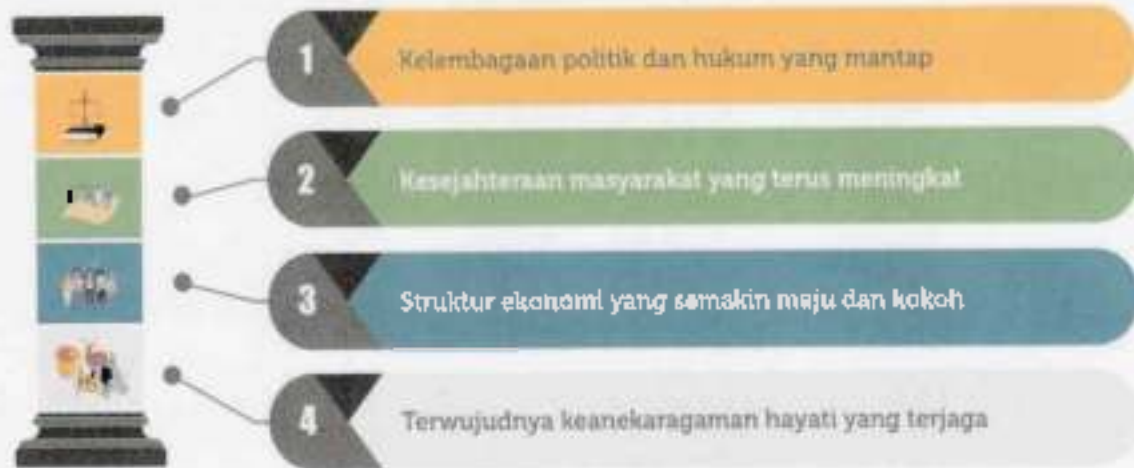 1
Kelembagaan politik dan hukum yang mantap
2
Kesejahteraan masyarakat yang terus meningkat
3
Struktur ekonomi yang semakin maju dan kokoh
4
Terwujudnya keanekaragaman hayati yang terjaga